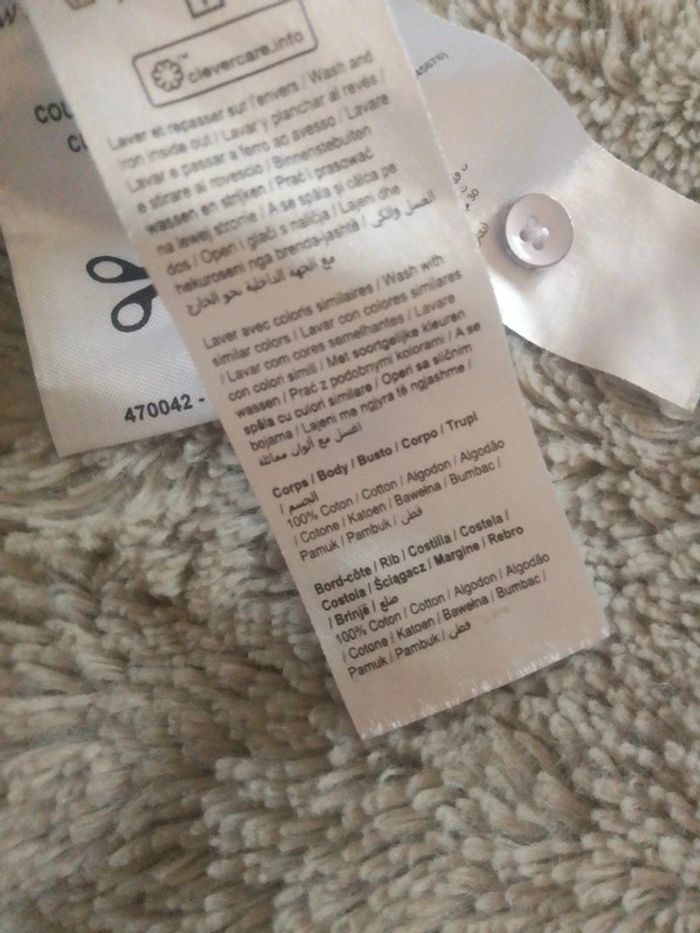 clevercare.info
Laver et repasser sur l'envers / Wash and
iron inside out / Lavar y planchar al revés /
Lavar e passar a ferro ao avesso / Lavare
e stirare al rovescio / Binnenstebuiten
wassen en strijken / Prać i prasować
na lewej stronie / A se spăla și călca pe
dos / Operi i glači s naličja / Lajeni dhe
hekuroseni nga brenda-jashtë / العسل والكي
مع الجهة الداخلية نحو الخارج
Laver avec coloris similaires / Wash with
similar colors / Lavar con colores similares
/ Lavar com cores semelhantes / Lavare
con colori simili / Met soortgelijke kleuren
wassen / Prać z podobnymi kolorami / A se
spăla cu culori similare / Operi sa sličnim
bojama / Lajeni me ngjyra të ngjashme /
اغسل مع ألوان مماثلة
Corps / Body / Busto / Corpo / Trupi
/ الجسم
100% Coton / Cotton / Algodon / Algodão
/ Cotone / Katoen / Bawełna / Bumbac /
Pamuk / Pambuk / قطن
Bord-côte / Rib / Costilla / Costela /
Costola / Ściągacz / Margine / Rebro
/ Brinjë / ضلع
100% Coton / Cotton / Algodon / Algodão
/ Cotone / Katoen / Bawełna / Bumbac /
Pamuk / Pambuk / قطن
COU
470042 -